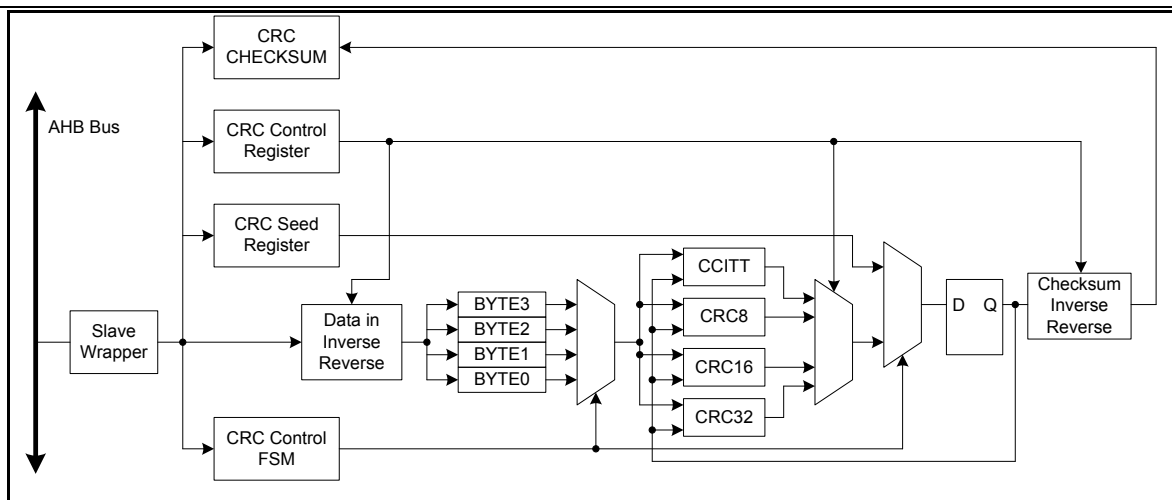 CRC
CHECKSUM
AHB Bus
CRC Control
Register
CRC Seed
Register
CCITT
BYTE3
D Q
Checksum
Inverse
Reverse
Slave
Wrapper
Data in
Inverse
Reverse
BYTE2
CRC8
BYTE1
CRC16
BYTE0
CRC32
CRC Control
FSM